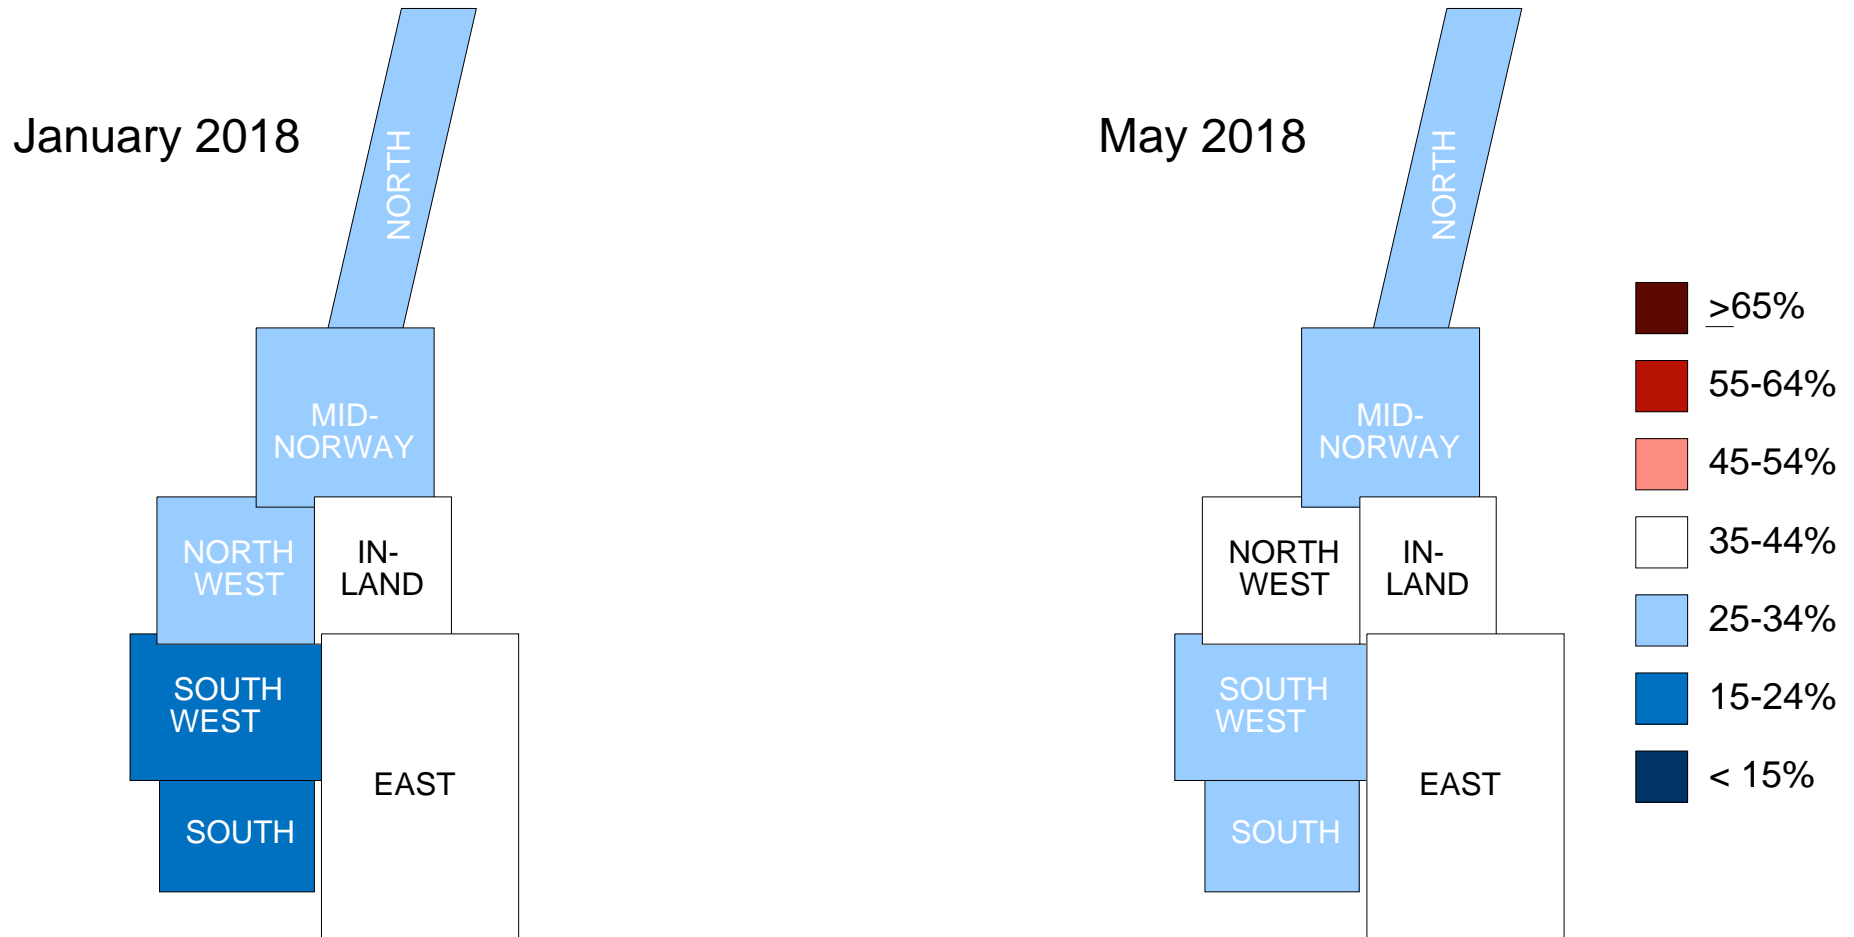 January 2018
NORTH
MID-
NORWAY
NORTH
WEST
IN-
LAND
SOUTH
WEST
EAST
SOUTH
May 2018
NORTH
MID-
NORWAY
NORTH
WEST
IN-
LAND
SOUTH
WEST
EAST
SOUTH
≥65%
55-64%
45-54%
35-44%
25-34%
15-24%
< 15%